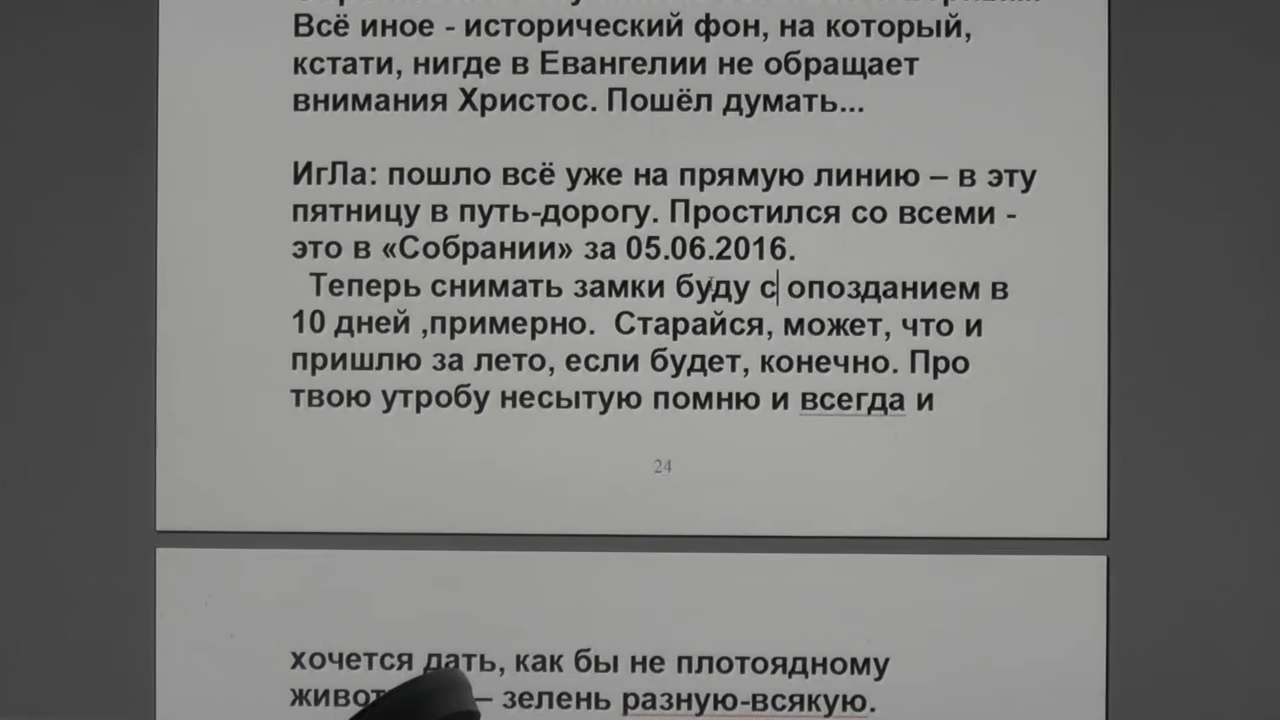 Всё иное - исторический фон, на который,
кстати, нигде в Евангелии не обращает
внимания Христос. Пошёл думать...
ИгЛа: пошло всё уже на прямую линию – в эту
пятницу в путь-дорогу. Простился со всеми -
это в «Собрании» за 05.06.2016.
Теперь снимать замки буду с опозданием в
10 дней ,примерно. Старайся, может, что и
пришлю за лето, если будет, конечно. Про
твою утробу несытую помню и всегда и
24
хочется дать, как бы не плотоядному
– зелень разную-всякую.